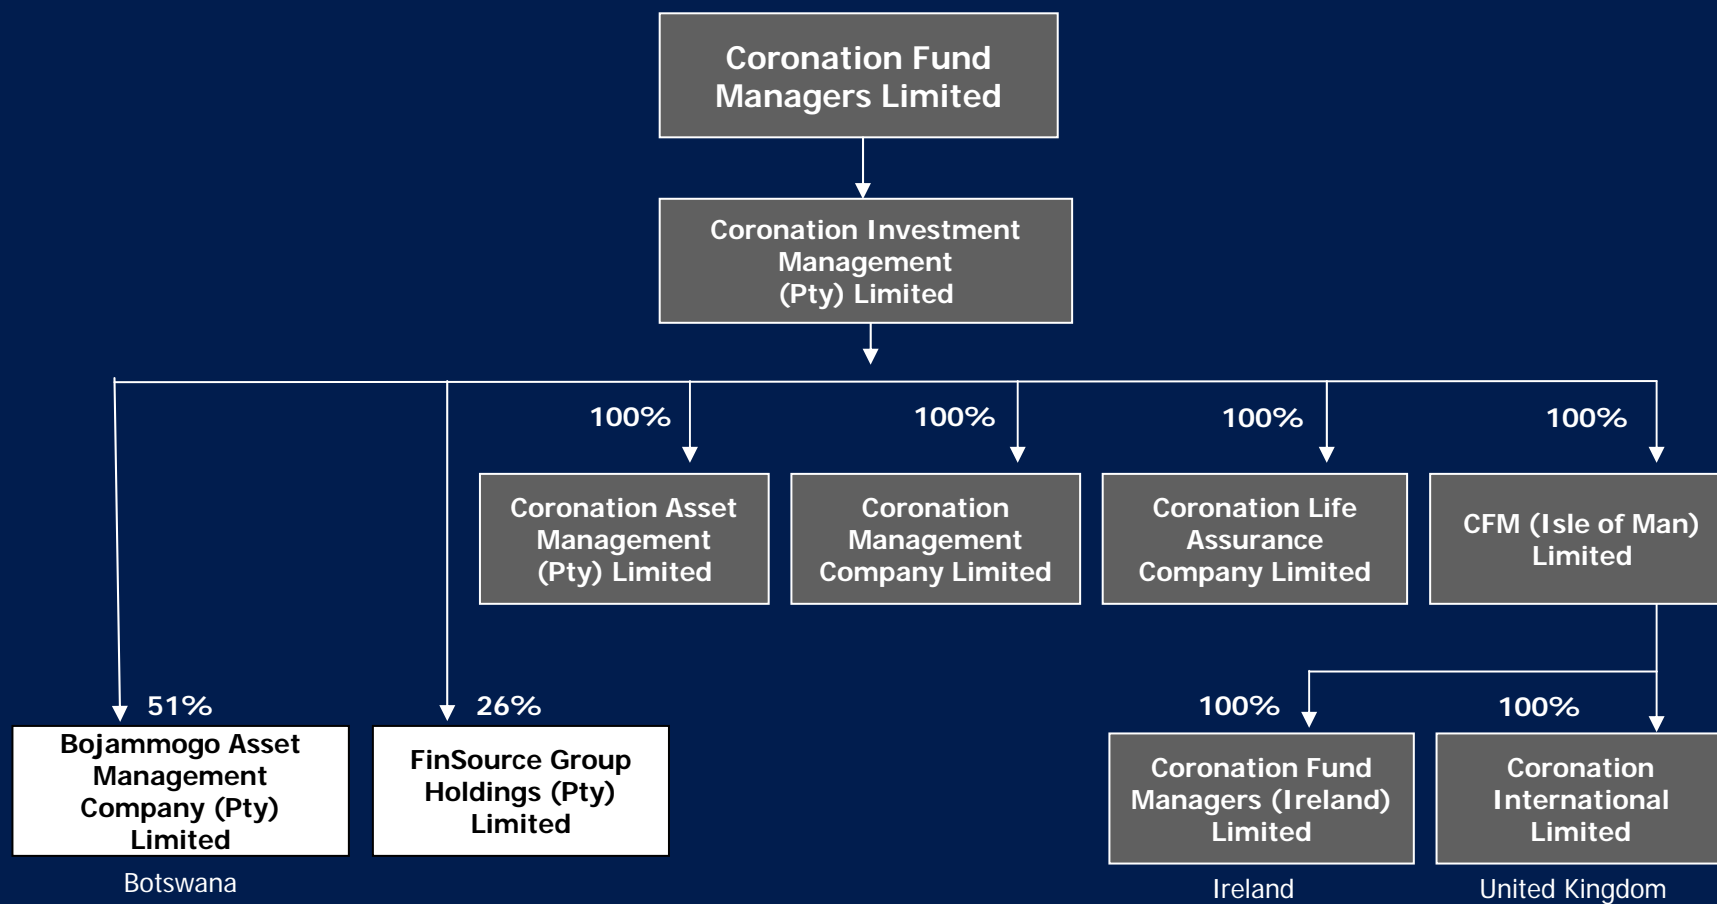 Coronation Fund
Managers Limited
Coronation Investment
Management
(Pty) Limited
100%
100%
100%
100%
Coronation Asset
Management
(Pty) Limited
Coronation
Management
Company Limited
Coronation Life
Assurance
Company Limited
CFM (Isle of Man)
Limited
51%
26%
100%
100%
Bojammogo Asset
Management
Company (Pty)
Limited
FinSource Group
Holdings (Pty)
Limited
Coronation Fund
Managers (Ireland)
Limited
Coronation
International
Limited
Botswana
Ireland
United Kingdom